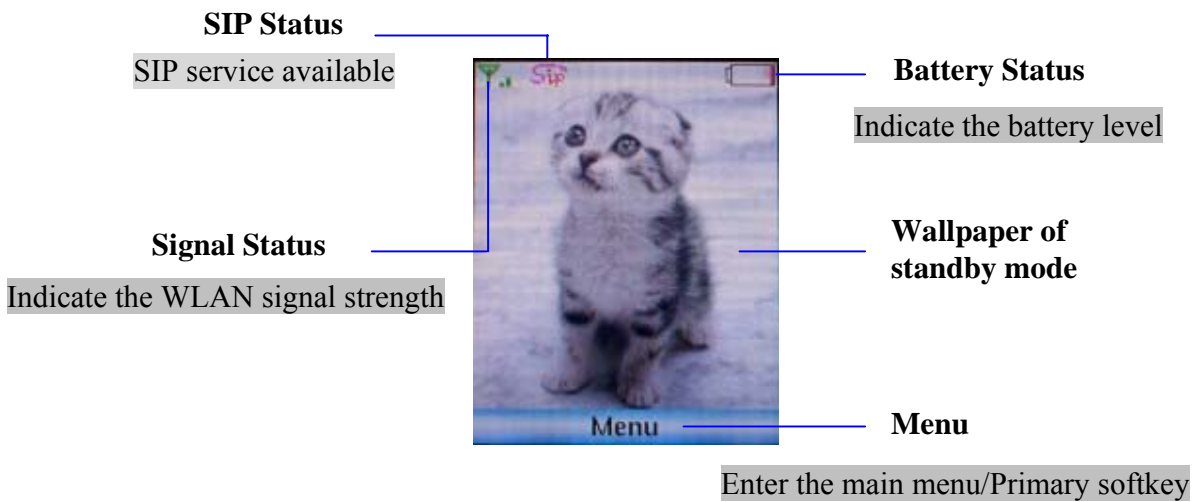 SIP Status
SIP service available
Sip
Battery Status
Indicate the battery level
Signal Status
Indicate the WLAN signal strength
Wallpaper of
standby mode
Menu
Menu
Enter the main menu/Primary softkey